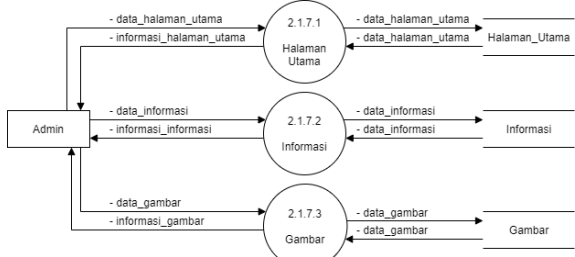 - data_halaman_utama
- informasi_halaman_utama
2.1.7.1
Halaman
Utama
- data_halaman_utama
- data_halaman_utama
Halaman_Utama
Admin
- data_informasi
- informasi_informasi
2.1.7.2
Informasi
- data_informasi
- data_informasi
Informasi
- data_gambar
- informasi_gambar
2.1.7.3
Gambar
- data_gambar
- data_gambar
Gambar